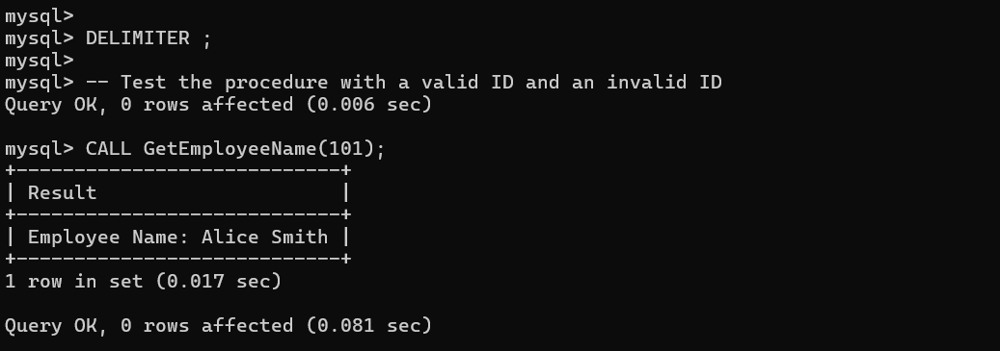 mysql>
mysql> DELIMITER ;
mysql>
mysql> -- Test the procedure with a valid ID and an invalid ID
Query OK, 0 rows affected (0.006 sec)

mysql> CALL GetEmployeeName(101);
+----------------------------+
| Result                     |
+----------------------------+
| Employee Name: Alice Smith |
+----------------------------+
1 row in set (0.017 sec)

Query OK, 0 rows affected (0.081 sec)